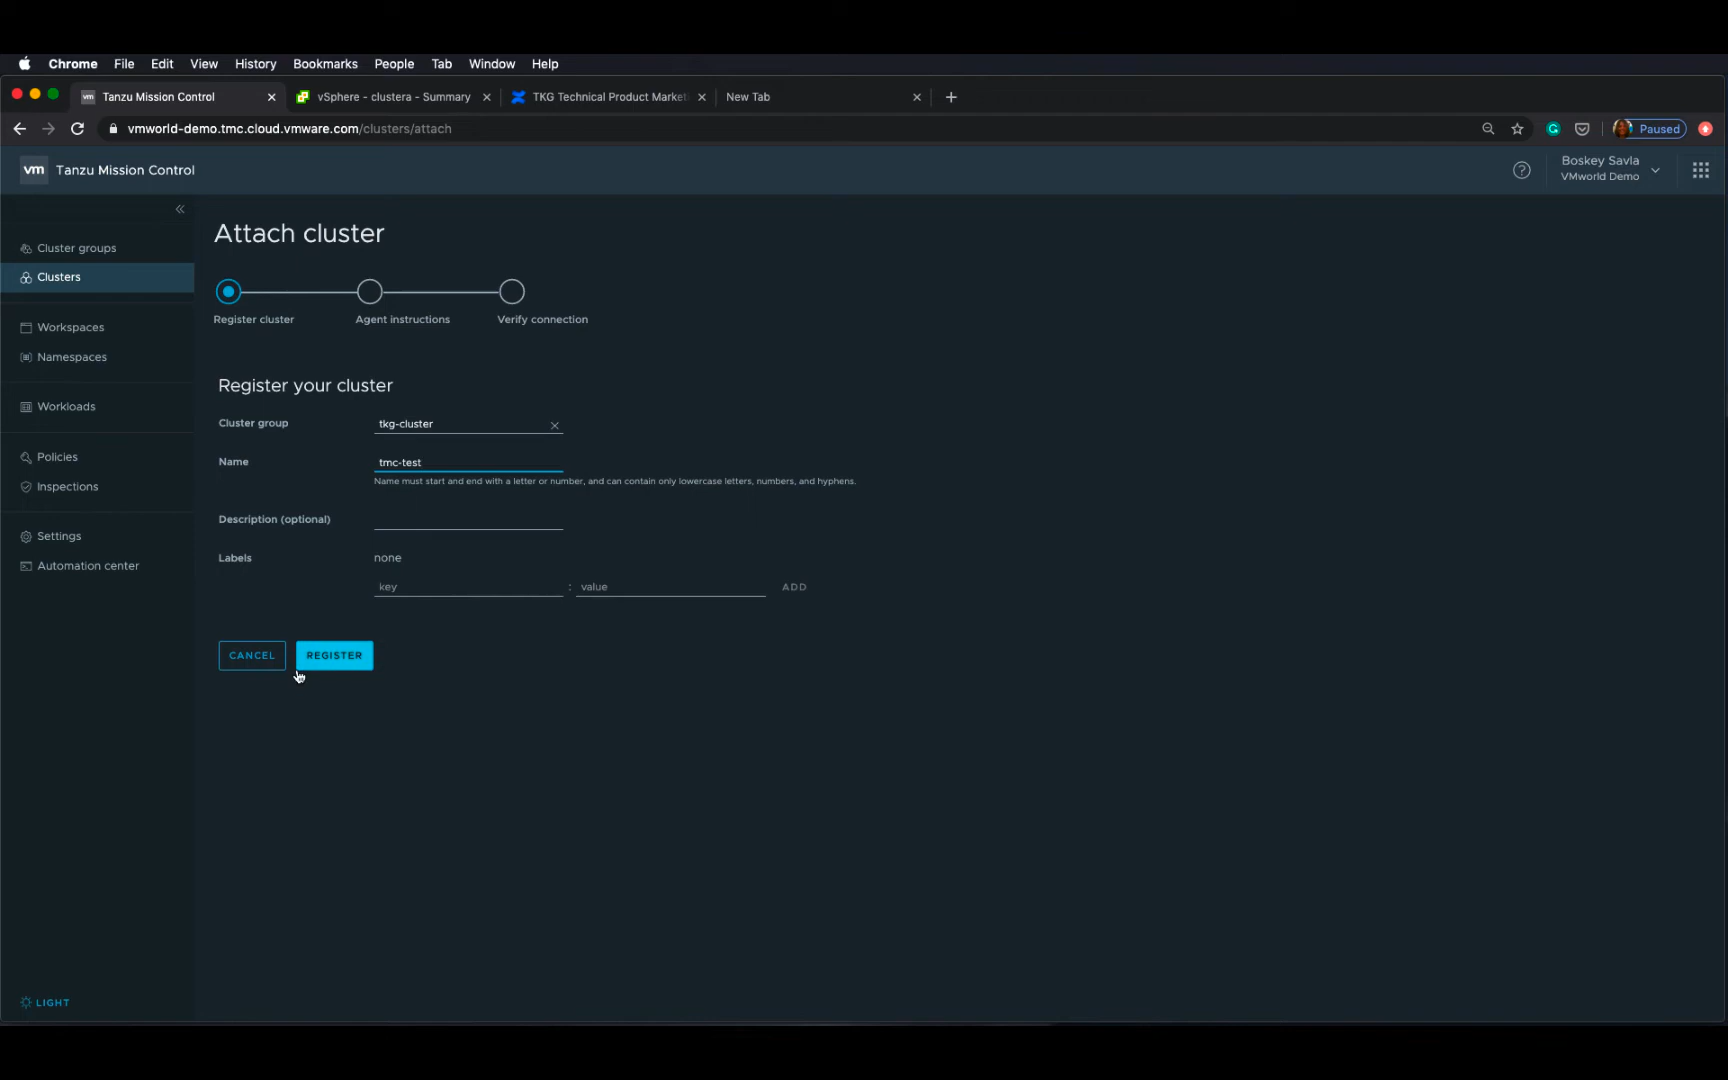 Chrome File Edit View History Bookmarks People Tab Window Help
Tanzu Mission Control vSphere - clustera - Summary TKG Technical Product Market New Tab
vmworld-demo.tmc.cloud.vmware.com/clusters/attach Paused
vm Tanzu Mission Control
Boskey Savla
VMworld Demo
Cluster groups
Clusters
Workspaces
Namespaces
Workloads
Policies
Inspections
Settings
Automation center
LIGHT
Attach cluster
Register cluster Agent instructions Verify connection
Register your cluster
Cluster group tkg-cluster
Name tmc-test
Name must start and end with a letter or number, and can contain only lowercase letters, numbers, and hyphens.
Description (optional)
Labels none
key : value ADD
CANCEL REGISTER